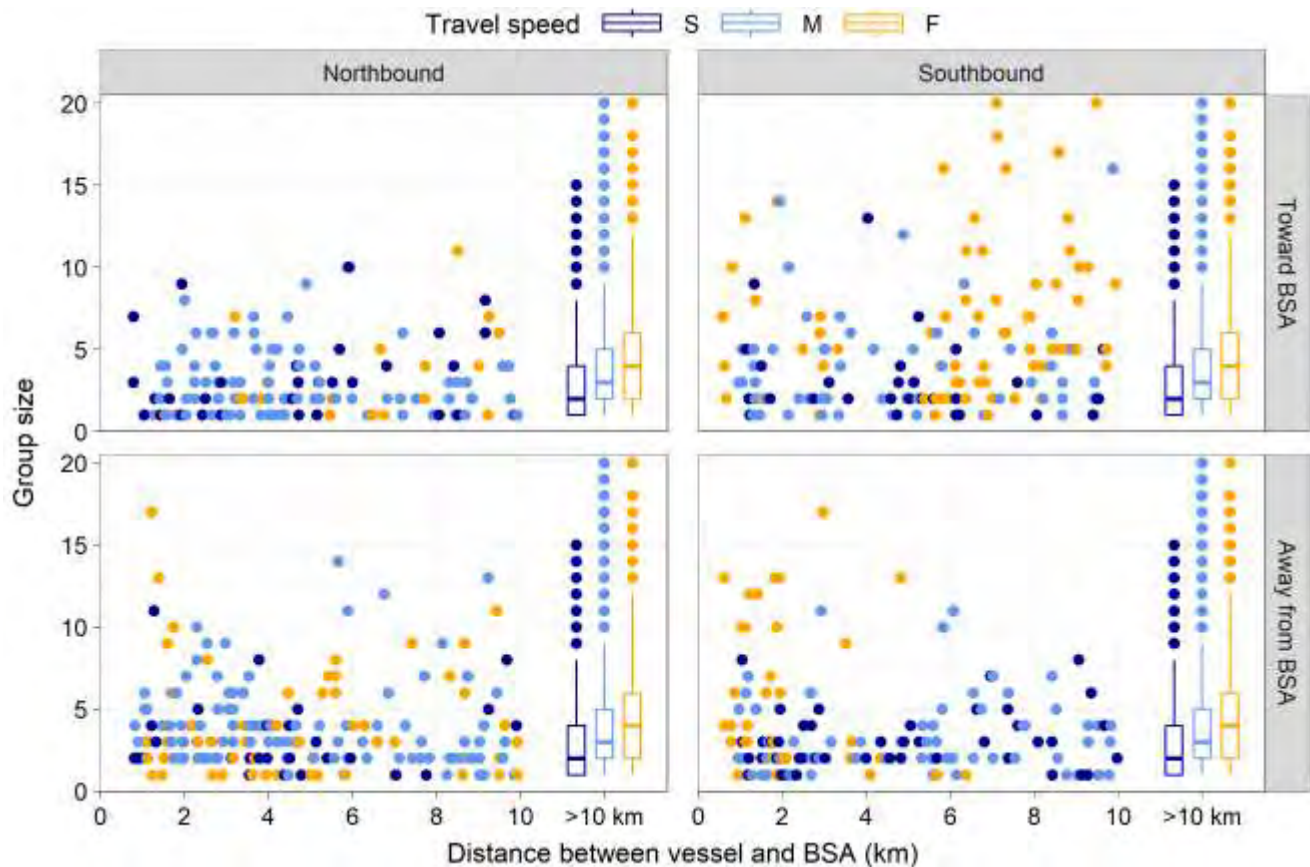 Travel speed S M F
Northbound Southbound
20
15
10
5
0
Toward BSA
Group size
20
15
10
5
0
Away from BSA
0 2 4 6 8 10 >10 km 0 2 4 6 8 10 >10 km
Distance between vessel and BSA (km)